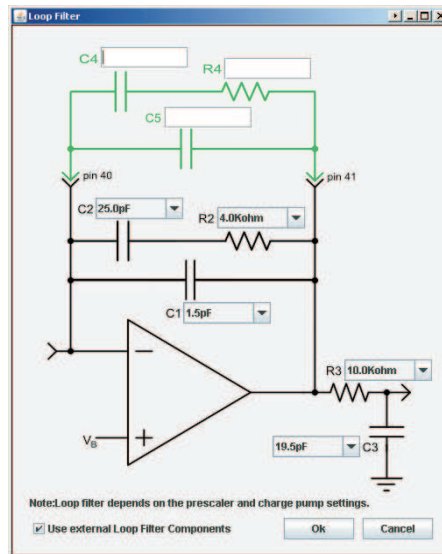 Loop Filter
C4
R4
C5
pin 40
pin 41
C2 25.0pF
R2 4.0Kohm
C1 1.5pF
R3 10.0Kohm
VB
19.5pF C3
Note:Loop filter depends on the prescaler and charge pump settings.
Use external Loop Filter Components
Ok
Cancel